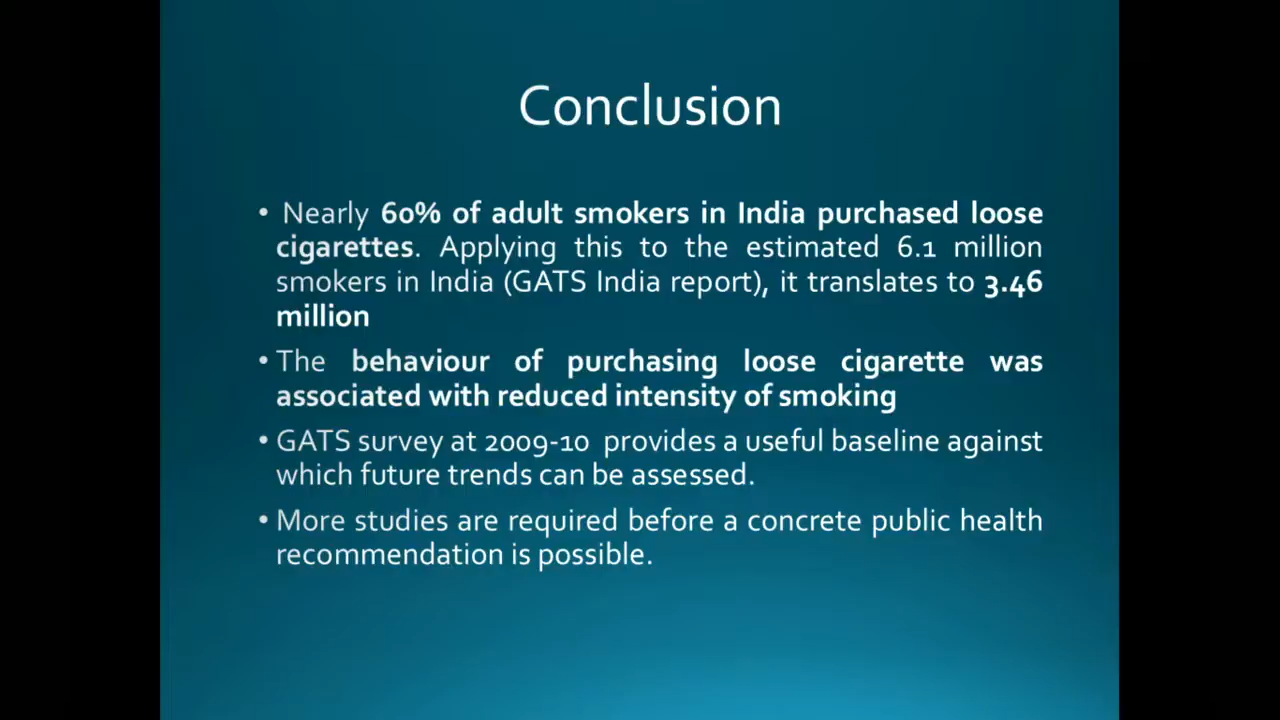 Conclusion
• Nearly 60% of adult smokers in India purchased loose
cigarettes. Applying this to the estimated 6.1 million
smokers in India (GATS India report), it translates to 3.46
million
• The behaviour of purchasing loose cigarette was
associated with reduced intensity of smoking
• GATS survey at 2009-10 provides a useful baseline against
which future trends can be assessed.
• More studies are required before a concrete public health
recommendation is possible.